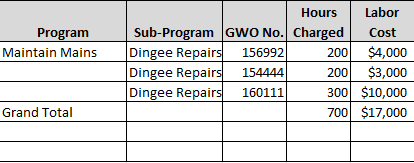 Hours Labor
Program Sub-Program GWO No. Charged Cost
Maintain Mains Dingee Repairs 156992 200 $4,000
Dingee Repairs 154444 200 $3,000
Dingee Repairs 160111 300 $10,000
Grand Total 700 $17,000